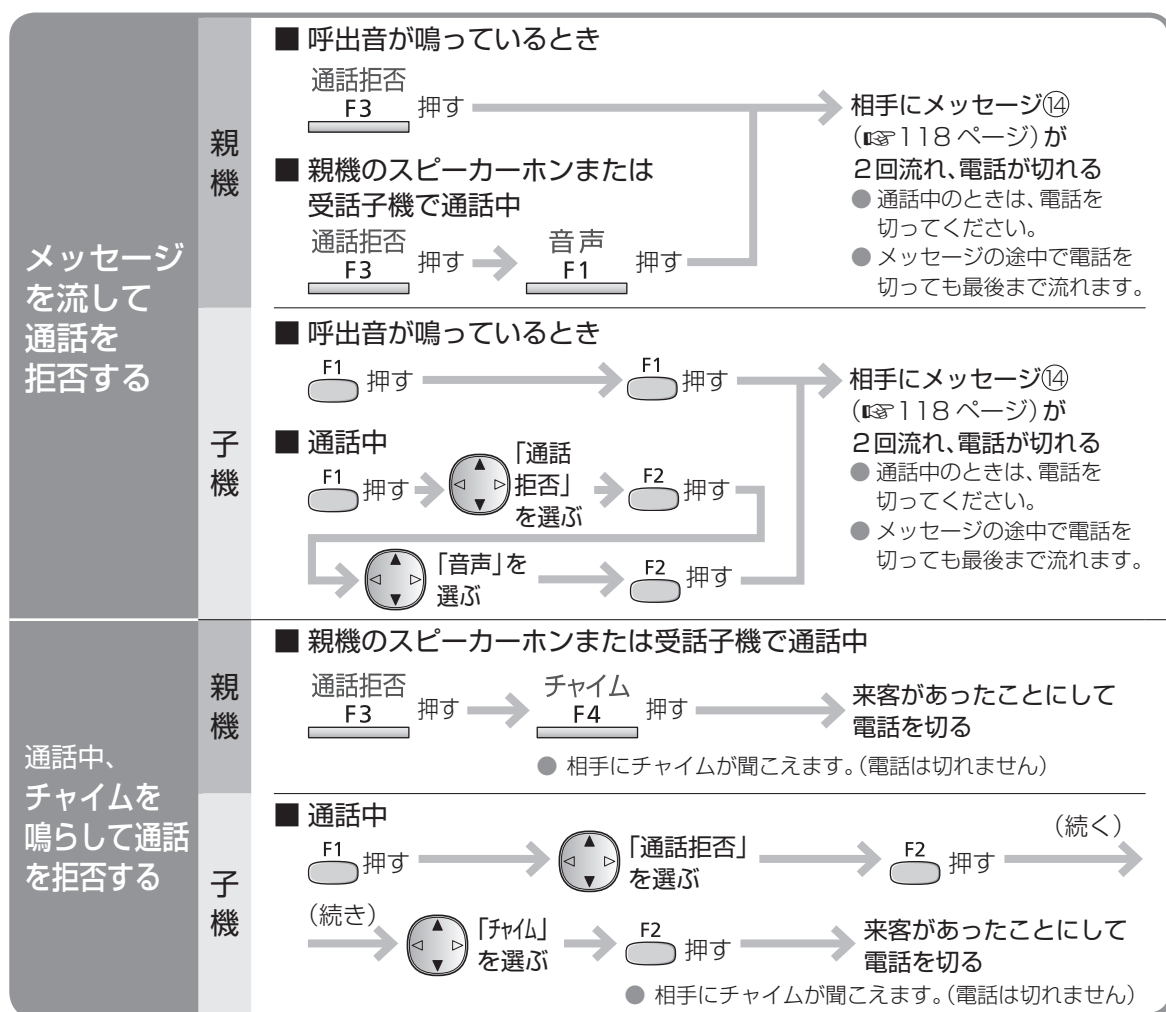 メッセージ
を流して
通話を
拒否する
親機
■ 呼出音が鳴っているとき
通話拒否
F3 押す
■ 親機のスピーカーホンまたは
受話子機で通話中
通話拒否 音声
F3 押す F1 押す
相手にメッセージ⑭
(☞118 ページ)が
2回流れ、電話が切れる
● 通話中のときは、電話を
切ってください。
● メッセージの途中で電話を
切っても最後まで流れます。
子機
■ 呼出音が鳴っているとき
F1 押す F1 押す
■ 通話中
F1 押す 「通話
拒否」
を選ぶ
F2 押す
「音声」を
選ぶ
F2 押す
相手にメッセージ⑭
(☞118 ページ)が
2回流れ、電話が切れる
● 通話中のときは、電話を
切ってください。
● メッセージの途中で電話を
切っても最後まで流れます。
通話中、
チャイムを
鳴らして通話
を拒否する
親機
■ 親機のスピーカーホンまたは受話子機で通話中
通話拒否 チャイム
F3 押す F4 押す
来客があったことにして
電話を切る
● 相手にチャイムが聞こえます。(電話は切れません)
子機
■ 通話中
F1 押す 「通話拒否」
を選ぶ
F2 押す (続く)
(続き) 「チャイム」
を選ぶ
F2 押す
来客があったことにして
電話を切る
● 相手にチャイムが聞こえます。(電話は切れません)